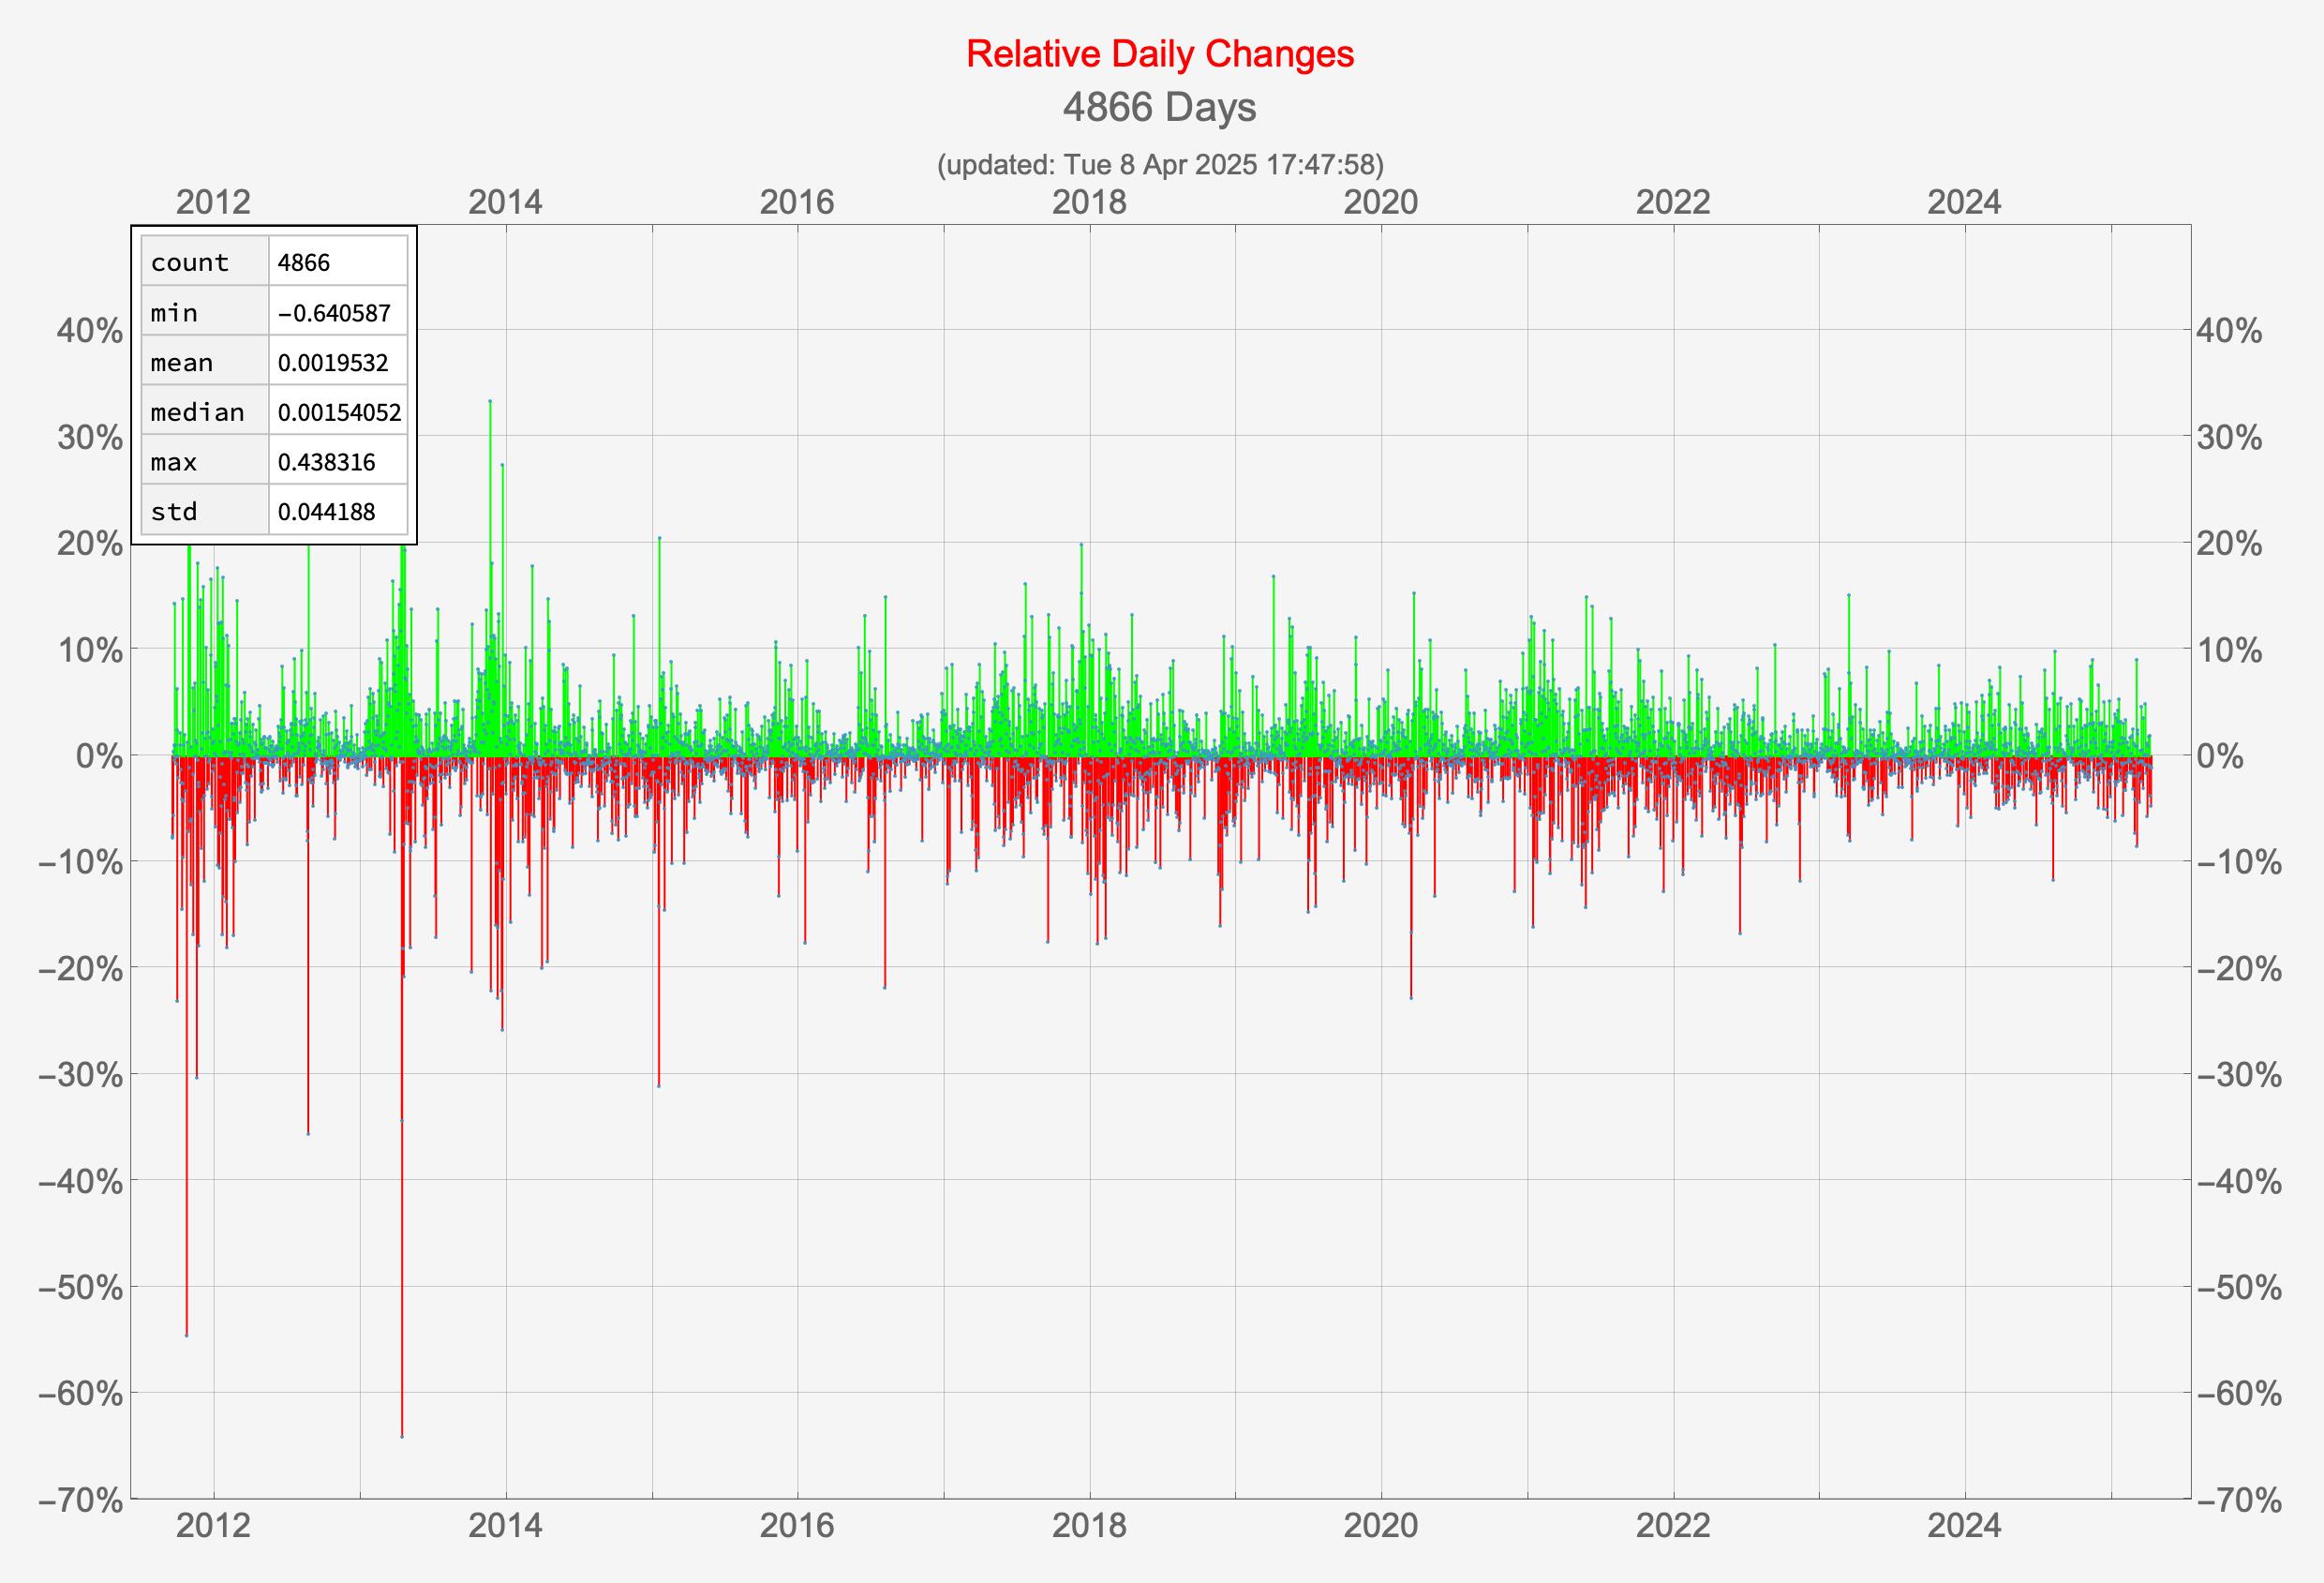 Relative Daily Changes
4866 Days
(updated: Tue 8 Apr 2025 17:47:58)
2012 2014 2016 2018 2020 2022 2024
count 4866
min −0.640587
mean 0.0019532
median 0.00154052
max 0.438316
std 0.044188
40% 40%
30% 30%
20% 20%
10% 10%
0% 0%
−10% −10%
−20% −20%
−30% −30%
−40% −40%
−50% −50%
−60% −60%
−70% −70%
2012 2014 2016 2018 2020 2022 2024